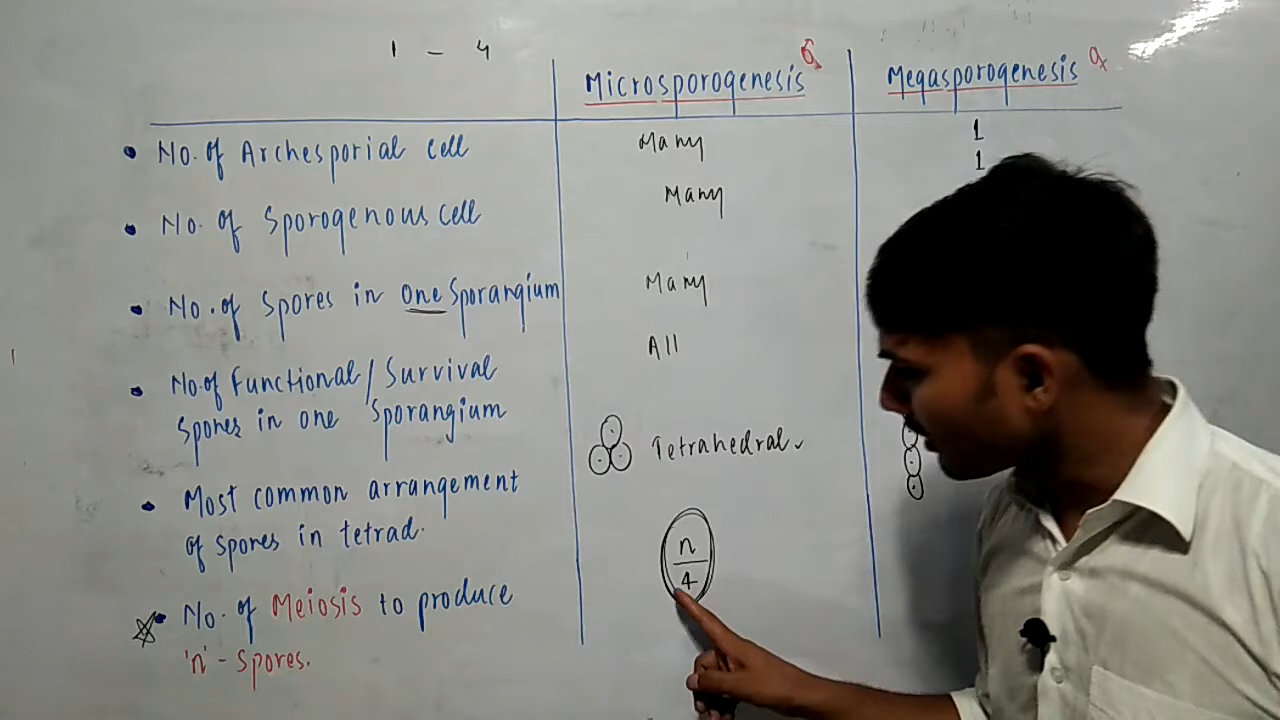 1 - 4
Microsporogenesis ♂
Megasporogenesis ♀
• No. of Archesporial cell
Many
1
• No. of Sporogenous cell
Many
1
• No. of Spores in one Sporangium
Many
• No. of Functional / Survival
Spores in one Sporangium
All
• Most common arrangement
of spores in tetrad.
Tetrahedral
• No. of Meiosis to produce
'n' - Spores.
n
4